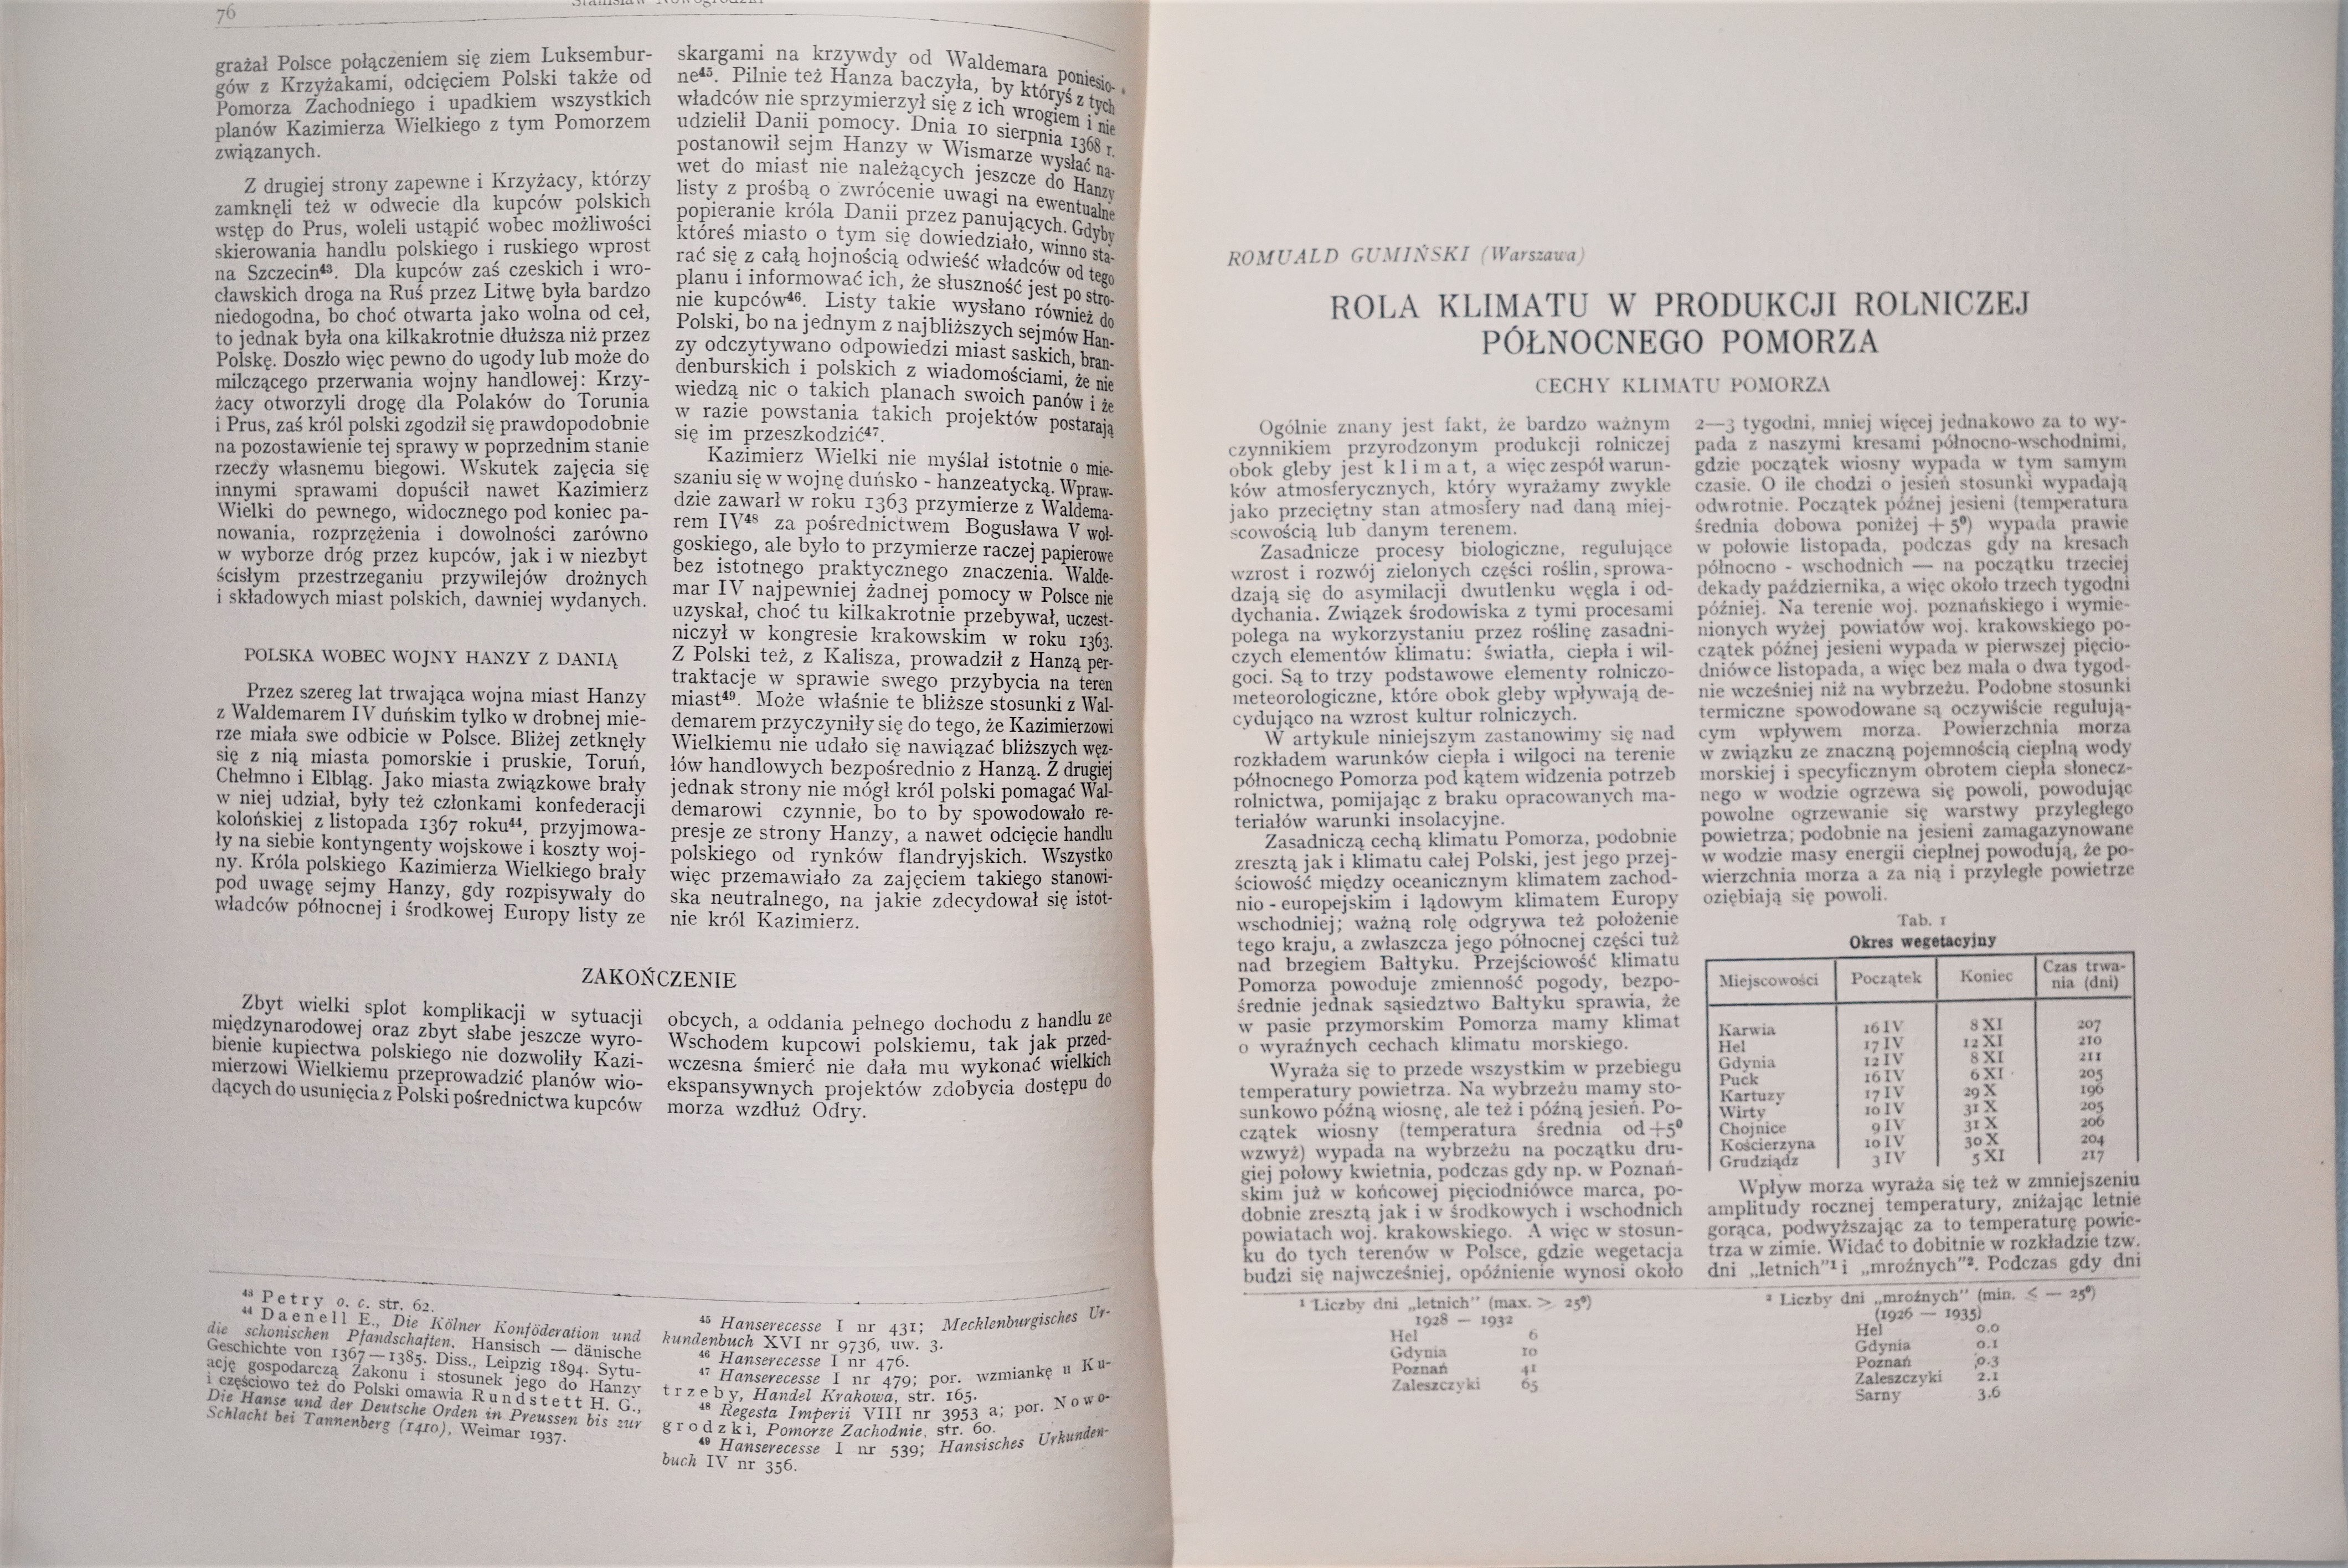 76
Stanisław Nowogrodzki
grażał Polsce połączeniem się ziem Luksembur-
gów z Krzyżakami, odcięciem Polski także od
Pomorza Zachodniego i upadkiem wszystkich
planów Kazimierza Wielkiego z tym Pomorzem
związanych.
Z drugiej strony zapewne i Krzyżacy, którzy
zamknęli też w odwecie dla kupców polskich
wstęp do Prus, woleli ustąpić wobec możliwości
skierowania handlu polskiego i ruskiego wprost
na Szczecin⁴³. Dla kupców zaś czeskich i wro-
cławskich droga na Ruś przez Litwę była bardzo
niedogodna, bo choć otwarta jako wolna od ceł,
to jednak była ona kilkakrotnie dłuższa niż przez
Polskę. Doszło więc pewno do ugody lub może do
milczącego przerwania wojny handlowej: Krzy-
żacy otworzyli drogę dla Polaków do Torunia
i Prus, zaś król polski zgodził się prawdopodobnie
na pozostawienie tej sprawy w poprzednim stanie
rzeczy własnemu biegowi. Wskutek zajęcia się
innymi sprawami dopuścił nawet Kazimierz
Wielki do pewnego, widocznego pod koniec pa-
nowania, rozprzężenia i dowolności zarówno
w wyborze dróg przez kupców, jak i w niezbyt
ścisłym przestrzeganiu przywilejów drożnych
i składowych miast polskich, dawniej wydanych.
POLSKA WOBEC WOJNY HANZY Z DANIĄ
Przez szereg lat trwająca wojna miast Hanzy
z Waldemarem IV duńskim tylko w drobnej mie-
rze miała swe odbicie w Polsce. Bliżej zetknęły
się z nią miasta pomorskie i pruskie, Toruń,
Chełmno i Elbląg. Jako miasta związkowe brały
w niej udział, były też członkami konfederacji
kolońskiej z listopada 1367 roku⁴⁴, przyjmowa-
ły na siebie kontyngenty wojskowe i koszty woj-
ny. Króla polskiego Kazimierza Wielkiego brały
pod uwagę sejmy Hanzy, gdy rozpisywały do
władców północnej i środkowej Europy listy ze
skargami na krzywdy od Waldemara poniesio-
ne⁴⁵. Pilnie też Hanza baczyła, by któryś z tych
władców nie sprzymierzył się z ich wrogiem i nie
udzielił Danii pomocy. Dnia 10 sierpnia 1368 r.
postanowił sejm Hanzy w Wismarze wysłać na-
wet do miast nie należących jeszcze do Hanzy
listy z prośbą o zwrócenie uwagi na ewentualne
popieranie króla Danii przez panujących. Gdyby
któreś miasto o tym się dowiedziało, winno sta-
rać się z całą hojnością odwieść władców od tego
planu i informować ich, że słuszność jest po stro-
nie kupców⁴⁶. Listy takie wysłano również do
Polski, bo na jednym z najbliższych sejmów Han-
zy odczytywano odpowiedzi miast saskich, bran-
denburskich i polskich z wiadomościami, że nie
wiedzą nic o takich planach swoich panów i że
w razie powstania takich projektów postarają
się im przeszkodzić⁴⁷.
Kazimierz Wielki nie myślał istotnie o mie-
szaniu się w wojnę duńsko - hanzeatycką. Wpraw-
dzie zawarł w roku 1363 przymierze z Waldema-
rem IV⁴⁸ za pośrednictwem Bogusława V woł-
goskiego, ale było to przymierze raczej papierowe
bez istotnego praktycznego znaczenia. Walde-
mar IV najpewniej żadnej pomocy w Polsce nie
uzyskał, choć tu kilkakrotnie przebywał, uczest-
niczył w kongresie krakowskim w roku 1363.
Z Polski też, z Kalisza, prowadził z Hanzą per-
traktacje w sprawie swego przybycia na teren
miast⁴⁹. Może właśnie te bliższe stosunki z Wal-
demarem przyczyniły się do tego, że Kazimierzowi
Wielkiemu nie udało się nawiązać bliższych węz-
łów handlowych bezpośrednio z Hanzą. Z drugiej
jednak strony nie mógł król polski pomagać Wal-
demarowi czynnie, bo to by spowodowało re-
presje ze strony Hanzy, a nawet odcięcie handlu
polskiego od rynków flandryjskich. Wszystko
więc przemawiało za zajęciem takiego stanowi-
ska neutralnego, na jakie zdecydował się istot-
nie król Kazimierz.
ZAKOŃCZENIE
Zbyt wielki splot komplikacji w sytuacji
międzynarodowej oraz zbyt słabe jeszcze wyro-
bienie kupiectwa polskiego nie dozwoliły Kazi-
mierzowi Wielkiemu przeprowadzić planów wio-
dących do usunięcia z Polski pośrednictwa kupców
obcych, a oddania pełnego dochodu z handlu ze
Wschodem kupcowi polskiemu, tak jak przed-
wczesna śmierć nie dała mu wykonać wielkich
ekspansywnych projektów zdobycia dostępu do
morza wzdłuż Odry.
⁴³ Petry o. c. str. 62.
⁴⁴ Daenell E., Die Kölner Konföderation und
die schonischen Pfandschaften. Hansisch — dänische
Geschichte von 1367—1385. Diss., Leipzig 1894. Sytu-
ację gospodarczą Zakonu i stosunek jego do Hanzy
i częściowo też do Polski omawia Rundstett H. G.,
Die Hanse und der Deutsche Orden in Preussen bis zur
Schlacht bei Tannenberg (1410), Weimar 1937.
⁴⁵ Hanserecesse I nr 431; Mecklenburgisches Ur-
kundenbuch XVI nr 9736, uw. 3.
⁴⁶ Hanserecesse I nr 476.
⁴⁷ Hanserecesse I nr 479; por. wzmiankę u Ku-
trzeby, Handel Krakowa, str. 165.
⁴⁸ Regesta Imperii VIII nr 3953 a; por. Nowo-
grodzki, Pomorze Zachodnie, str. 60.
⁴⁹ Hanserecesse I nr 539; Hansisches Urkunden-
buch IV nr 356.
ROMUALD GUMIŃSKI (Warszawa)
ROLA KLIMATU W PRODUKCJI ROLNICZEJ
PÓŁNOCNEGO POMORZA
CECHY KLIMATU POMORZA
Ogólnie znany jest fakt, że bardzo ważnym
czynnikiem przyrodzonym produkcji rolniczej
obok gleby jest klimat, a więc zespół warun-
ków atmosferycznych, który wyrażamy zwykle
jako przeciętny stan atmosfery nad daną miej-
scowością lub danym terenem.
Zasadnicze procesy biologiczne, regulujące
wzrost i rozwój zielonych części roślin, sprowa-
dzają się do asymilacji dwutlenku węgla i od-
dychania. Związek środowiska z tymi procesami
polega na wykorzystaniu przez roślinę zasadni-
czych elementów klimatu: światła, ciepła i wil-
goci. Są to trzy podstawowe elementy rolniczo-
meteorologiczne, które obok gleby wpływają de-
cydująco na wzrost kultur rolniczych.
W artykule niniejszym zastanowimy się nad
rozkładem warunków ciepła i wilgoci na terenie
północnego Pomorza pod kątem widzenia potrzeb
rolnictwa, pomijając z braku opracowanych ma-
teriałów warunki insolacyjne.
Zasadniczą cechą klimatu Pomorza, podobnie
zresztą jak i klimatu całej Polski, jest jego przej-
ściowość między oceanicznym klimatem zachod-
nio - europejskim i lądowym klimatem Europy
wschodniej; ważną rolę odgrywa też położenie
tego kraju, a zwłaszcza jego północnej części tuż
nad brzegiem Bałtyku. Przejściowość klimatu
Pomorza powoduje zmienność pogody, bezpo-
średnie jednak sąsiedztwo Bałtyku sprawia, że
w pasie przymorskim Pomorza mamy klimat
o wyraźnych cechach klimatu morskiego.
Wyraża się to przede wszystkim w przebiegu
temperatury powietrza. Na wybrzeżu mamy sto-
sunkowo późną wiosnę, ale też i późną jesień. Po-
czątek wiosny (temperatura średnia od +5⁰
wzwyż) wypada na wybrzeżu na początku dru-
giej połowy kwietnia, podczas gdy np. w Poznań-
skim już w końcowej pięciodniówce marca, po-
dobnie zresztą jak i w środkowych i wschodnich
powiatach woj. krakowskiego. A więc w stosun-
ku do tych terenów w Polsce, gdzie wegetacja
budzi się najwcześniej, opóźnienie wynosi około
2—3 tygodni, mniej więcej jednakowo za to wy-
pada z naszymi kresami północno-wschodnimi,
gdzie początek wiosny wypada w tym samym
czasie. O ile chodzi o jesień stosunki wypadają
odwrotnie. Początek późnej jesieni (temperatura
średnia dobowa poniżej + 5⁰) wypada prawie
w połowie listopada, podczas gdy na kresach
północno - wschodnich — na początku trzeciej
dekady października, a więc około trzech tygodni
później. Na terenie woj. poznańskiego i wymie-
nionych wyżej powiatów woj. krakowskiego po-
czątek późnej jesieni wypada w pierwszej pięcio-
dniówce listopada, a więc bez mała o dwa tygod-
nie wcześniej niż na wybrzeżu. Podobne stosunki
termiczne spowodowane są oczywiście regulują-
cym wpływem morza. Powierzchnia morza
w związku ze znaczną pojemnością cieplną wody
morskiej i specyficznym obrotem ciepła słonecz-
nego w wodzie ogrzewa się powoli, powodując
powolne ogrzewanie się warstwy przyległego
powietrza; podobnie na jesieni zamagazynowane
w wodzie masy energii cieplnej powodują, że po-
wierzchnia morza a za nią i przyległe powietrze
oziębiają się powoli.
Tab. 1
Okres wegetacyjny
Miejscowości Początek Koniec Czas trwa-
nia (dni)
Karwia 16 IV 8 XI 207
Hel 17 IV 12 XI 210
Gdynia 12 IV 8 XI 211
Puck 16 IV 6 XI 205
Kartuzy 17 IV 29 X 196
Wirty 10 IV 31 X 205
Chojnice 9 IV 31 X 206
Kościerzyna 10 IV 30 X 204
Grudziądz 3 IV 5 XI 217
Wpływ morza wyraża się też w zmniejszeniu
amplitudy rocznej temperatury, zniżając letnie
gorąca, podwyższając za to temperaturę powie-
trza w zimie. Widać to dobitnie w rozkładzie tzw.
dni „letnich”¹ i „mroźnych”². Podczas gdy dni
¹ Liczby dni „letnich” (max. > 25⁰)
1928 — 1932
Hel 6
Gdynia 10
Poznań 41
Zaleszczyki 65
² Liczby dni „mroźnych” (min. ≤ — 25⁰)
(1926 — 1935)
Hel 0.0
Gdynia 0.1
Poznań 0.3
Zaleszczyki 2.1
Sarny 3.6